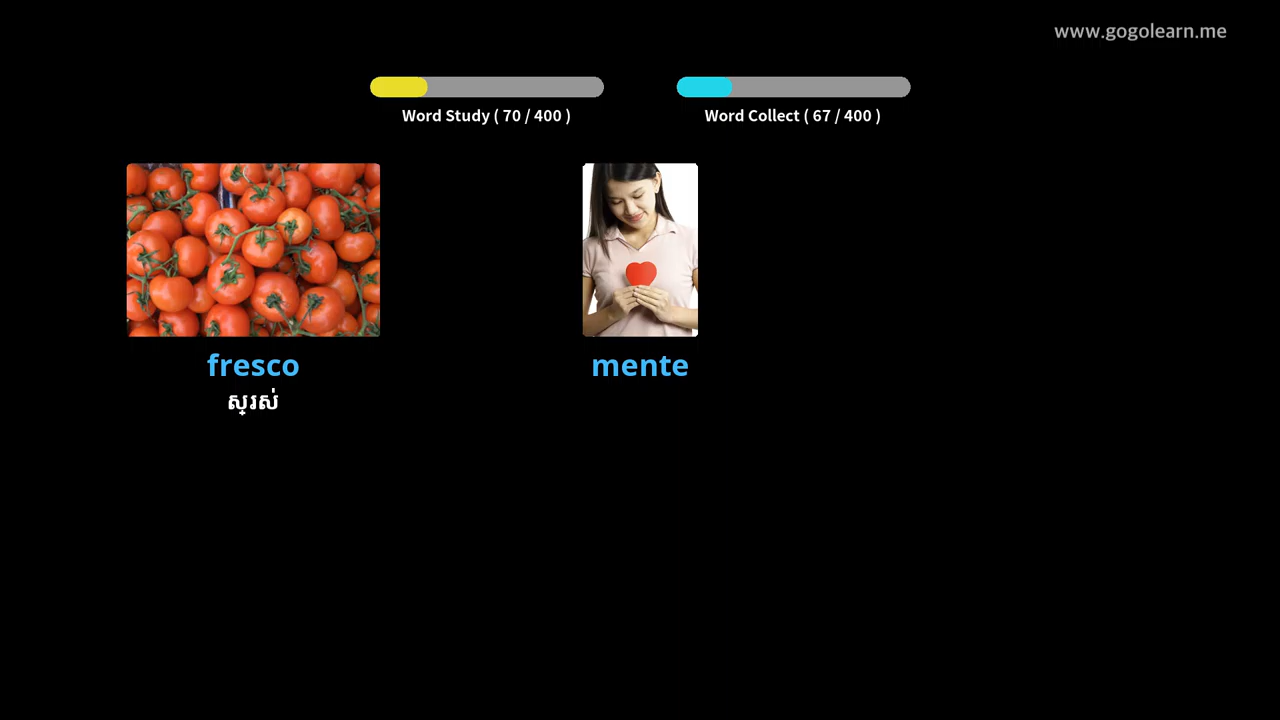 www.gogolearn.me
Word Study ( 70 / 400 )
Word Collect ( 67 / 400 )
fresco
mente
ស្រស់